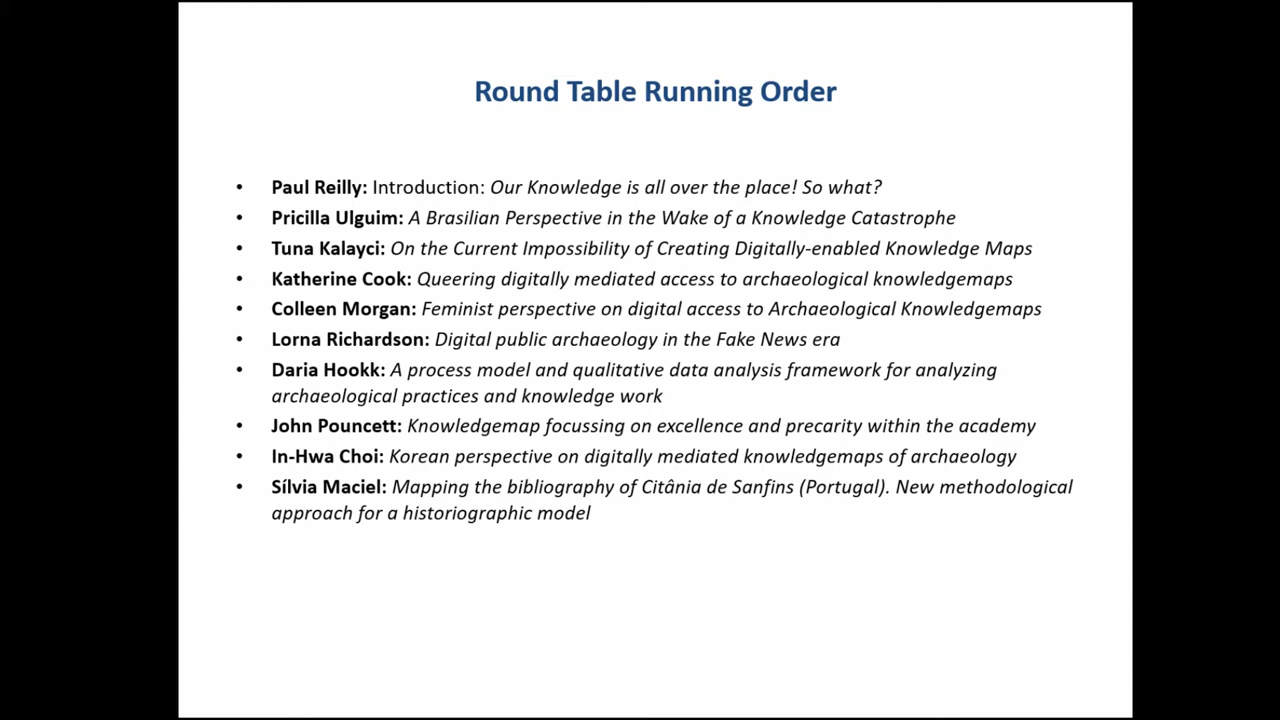 Round Table Running Order
• Paul Reilly: Introduction: Our Knowledge is all over the place! So what?
• Pricilla Ulguim: A Brasilian Perspective in the Wake of a Knowledge Catastrophe
• Tuna Kalayci: On the Current Impossibility of Creating Digitally-enabled Knowledge Maps
• Katherine Cook: Queering digitally mediated access to archaeological knowledgemaps
• Colleen Morgan: Feminist perspective on digital access to Archaeological Knowledgemaps
• Lorna Richardson: Digital public archaeology in the Fake News era
• Daria Hookk: A process model and qualitative data analysis framework for analyzing
archaeological practices and knowledge work
• John Pouncett: Knowledgemap focussing on excellence and precarity within the academy
• In-Hwa Choi: Korean perspective on digitally mediated knowledgemaps of archaeology
• Sílvia Maciel: Mapping the bibliography of Citânia de Sanfins (Portugal). New methodological
approach for a historiographic model